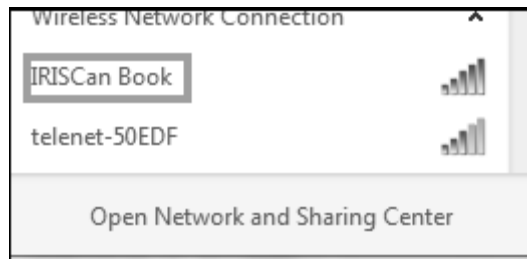 Wireless Network Connection
IRISCan Book
telenet-50EDF
Open Network and Sharing Center